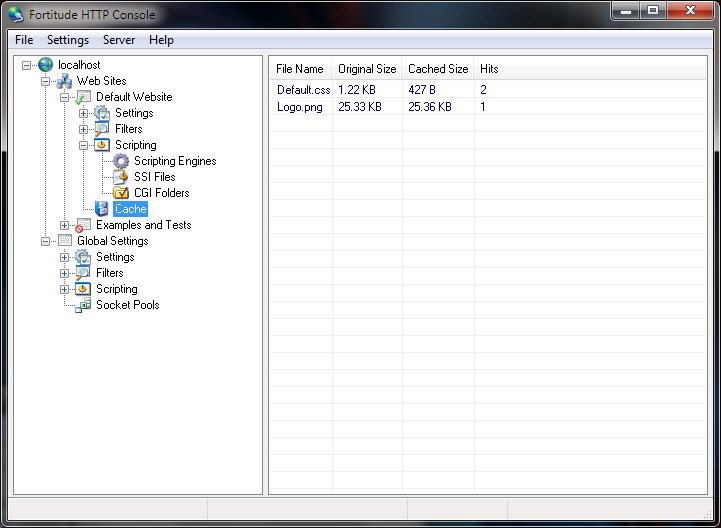 Fortitude HTTP Console
File Settings Server Help
localhost
Web Sites
Default Website
Settings
Filters
Scripting
Scripting Engines
SSI Files
CGI Folders
Cache
Examples and Tests
Global Settings
Settings
Filters
Scripting
Socket Pools
File Name Original Size Cached Size Hits
Default.css 1.22 KB 427 B 2
Logo.png 25.33 KB 25.36 KB 1